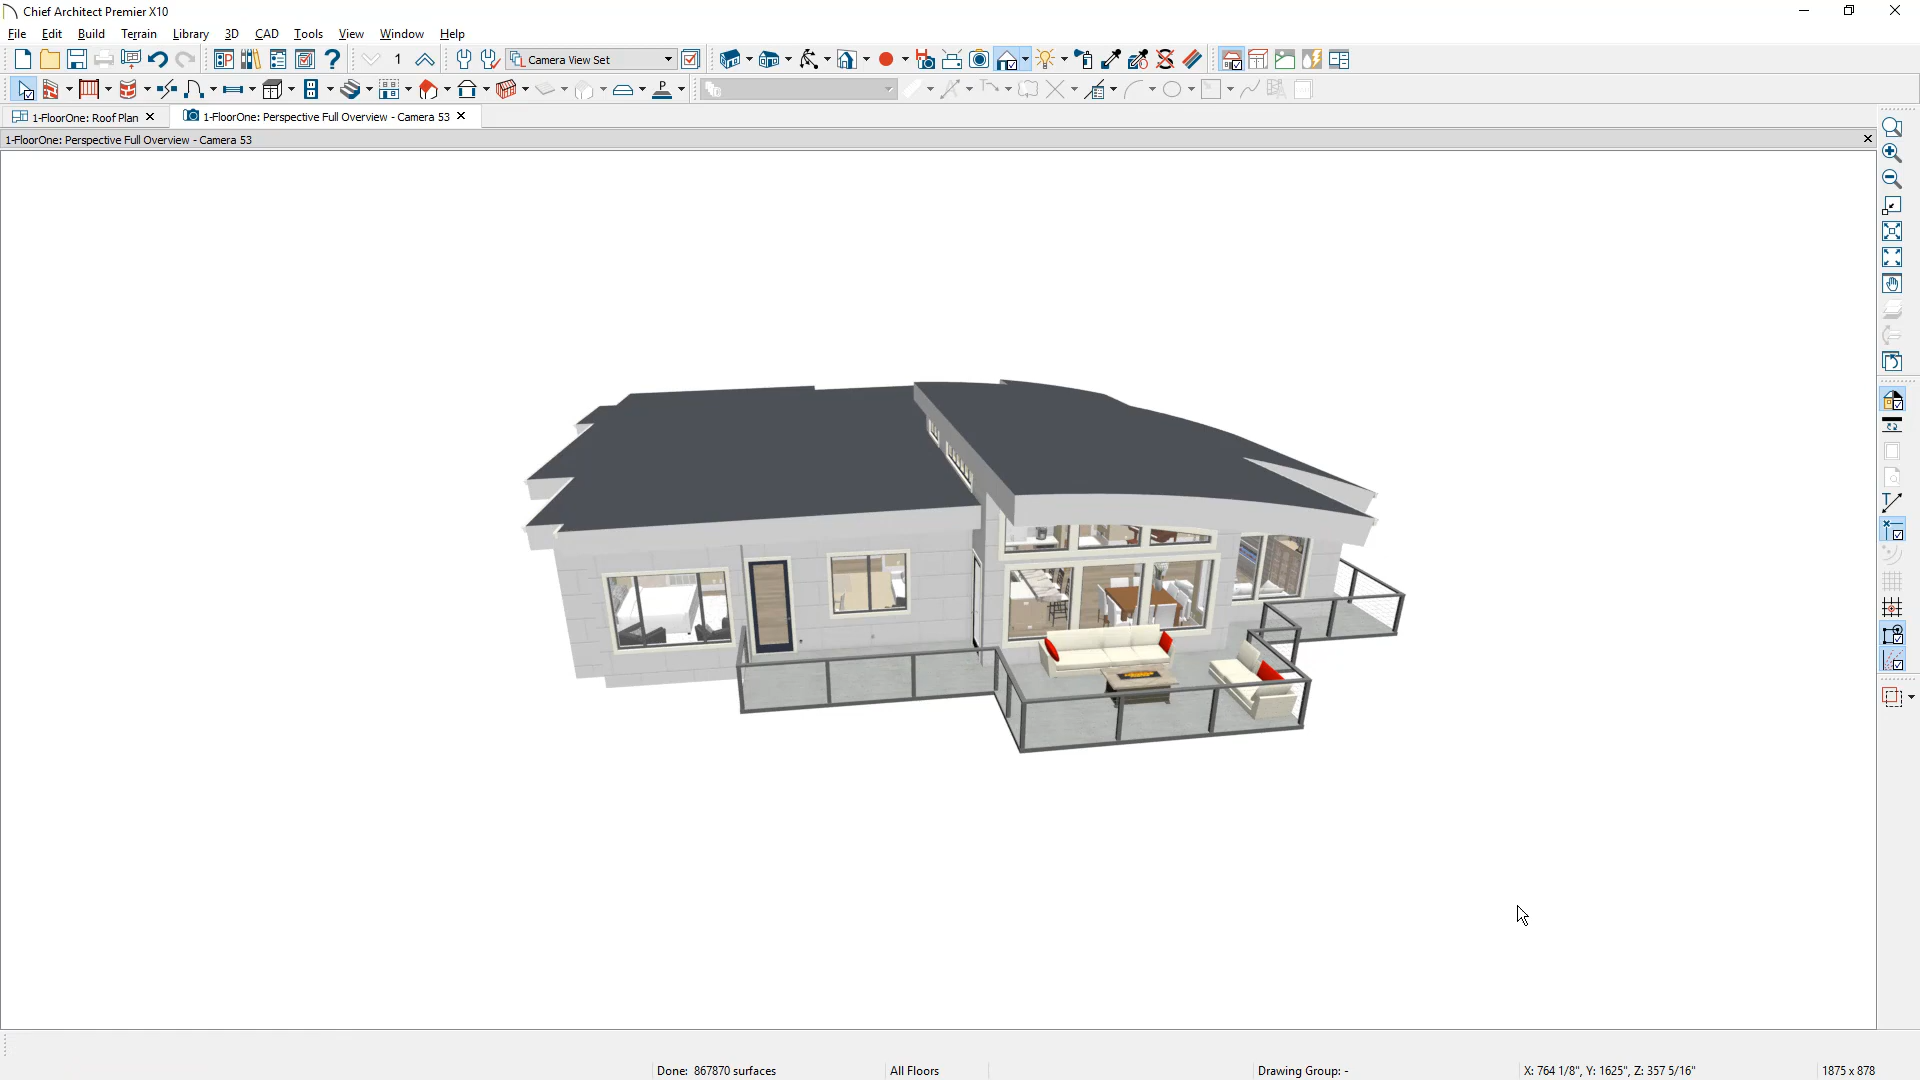 Chief Architect Premier X10
File Edit Build Terrain Library 3D CAD Tools View Window Help
1 Camera View Set
P
1-FloorOne: Roof Plan 1-FloorOne: Perspective Full Overview - Camera 53
1-FloorOne: Perspective Full Overview - Camera 53
Done: 867870 surfaces All Floors Drawing Group: - X: 764 1/8", Y: 1625", Z: 357 5/16" 1875 x 878